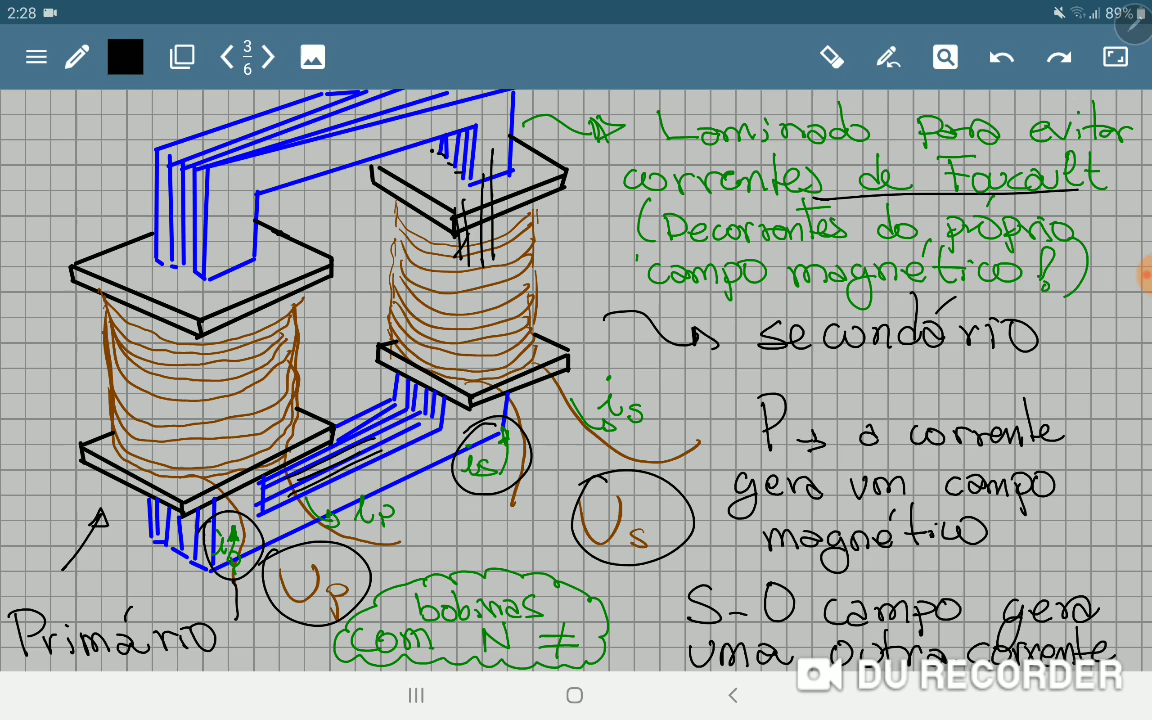 2:28
89%
3
6
Laminado para evitar
correntes de Foucault
(Decorrentes do próprio
campo magnético!)
secundário
is
P → a corrente
gera um campo
magnético
is
Us
ip
ip
Up
bobinas
com N ≠
Primário
S - O campo gera
uma outra corrente
DU RECORDER